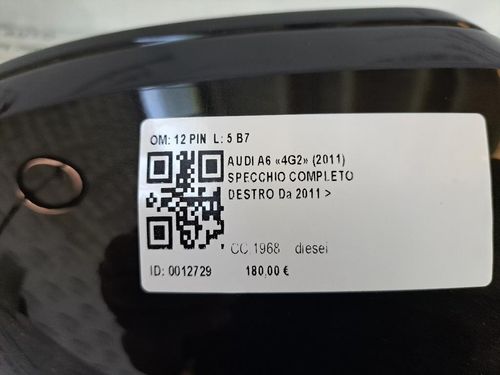 OM: 12 PIN L: 5 B7
AUDI A6 «4G2» (2011)
SPECCHIO COMPLETO
DESTRO Da 2011 >
CC 1968 diesel
ID: 0012729 180,00 €